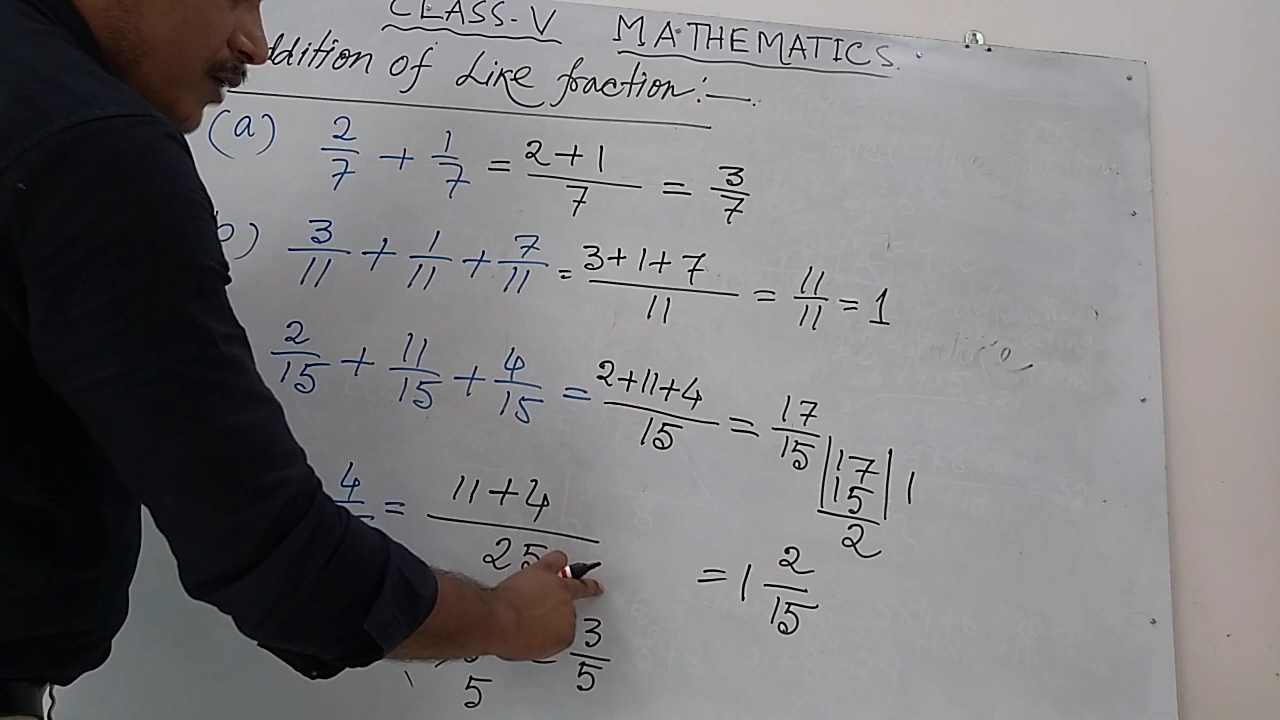 CLASS-V MATHEMATICS.
ddition of Like fraction:-
(a) 2/7 + 1/7 = 2+1/7 = 3/7
b) 3/11 + 1/11 + 7/11 = 3+1+7/11 = 11/11 = 1
2/15 + 11/15 + 4/15 = 2+11+4/15 = 17/15
15 | 17 | 1
15
2
4 = 11+4/25
= 1 2/15
5 = 3/5